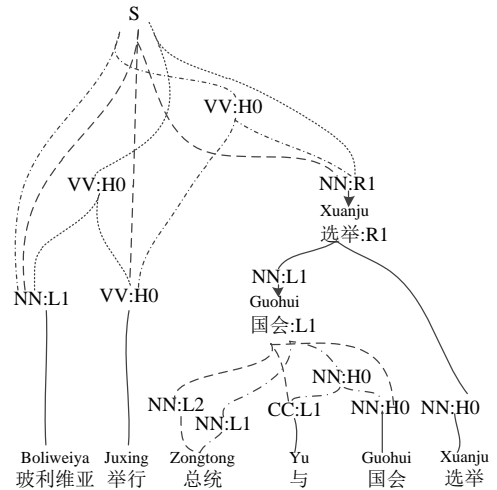 S
VV:H0
VV:H0
NN:R1
Xuanju
选举:R1
NN:L1
VV:H0
NN:L1
Guohui
国会:L1
NN:H0
NN:L2
NN:L1
CC:L1
NN:H0
NN:H0
Boliweiya Juxing Zongtong Yu Guohui Xuanju
玻利维亚 举行 总统 与 国会 选举